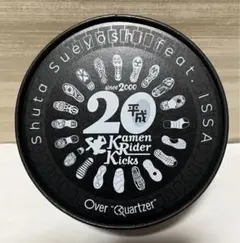 Shuta Sueyoshi feat. ISSA
since 2000
20
平成
Kamen
Rider
Kicks
Over "Quartzer"